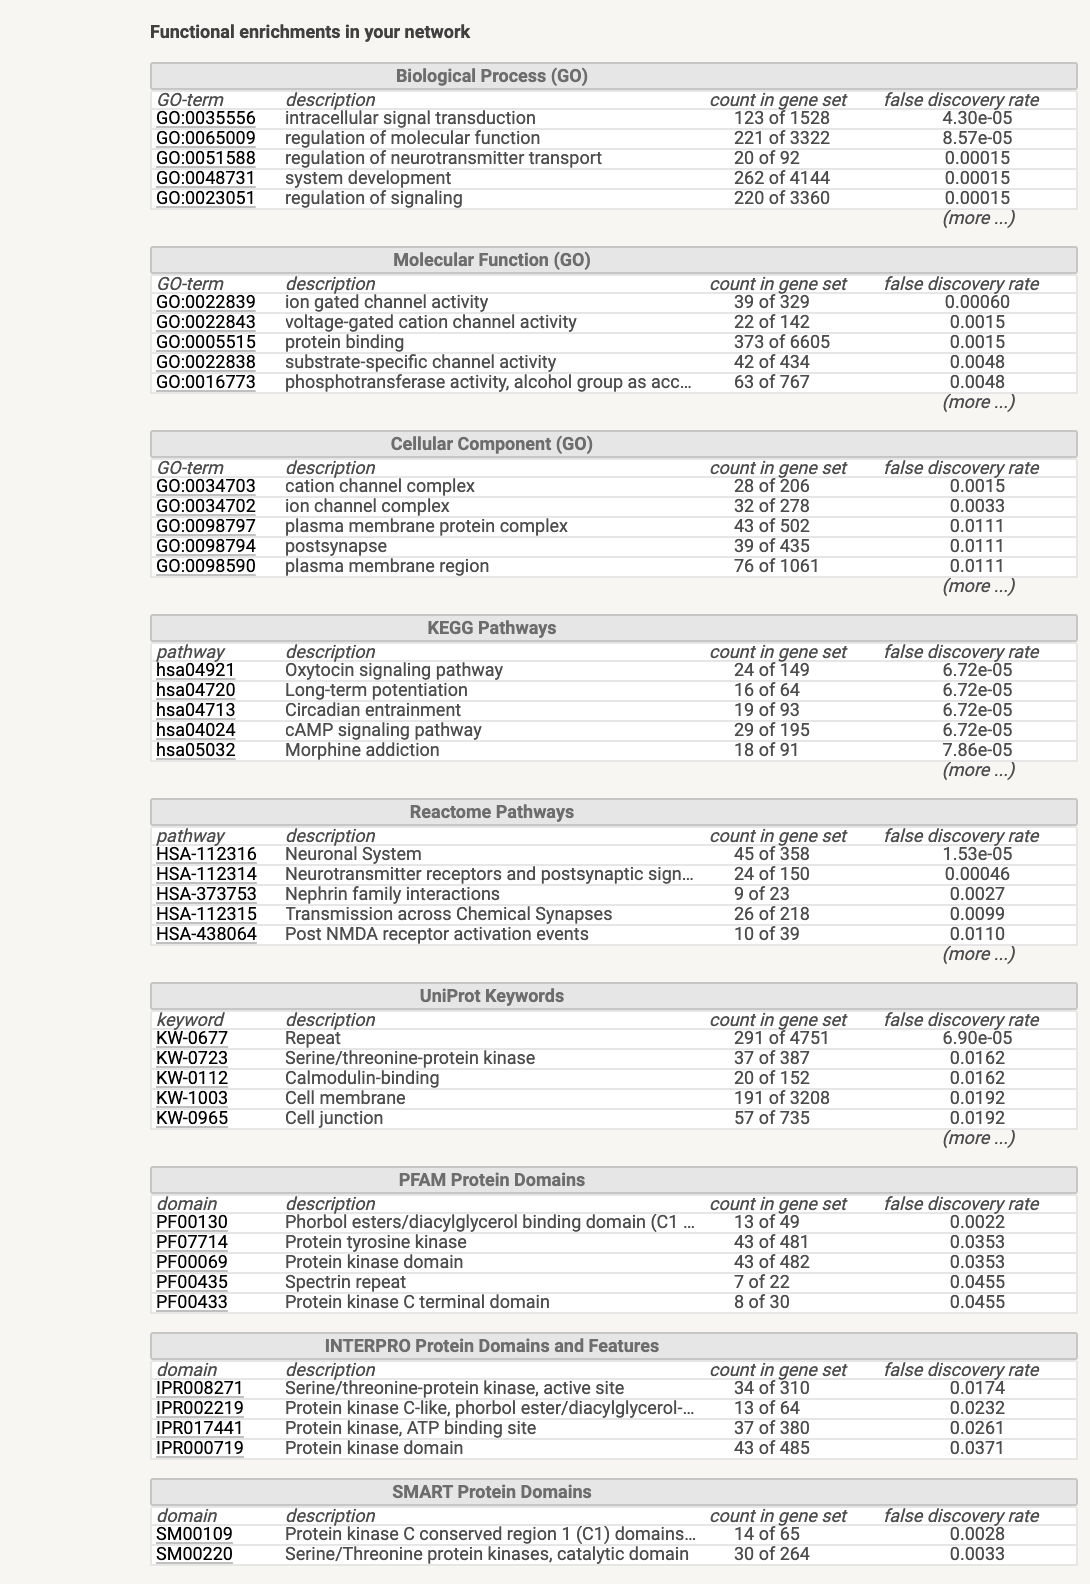 Functional enrichments in your network
Biological Process (GO)
GO-term description count in gene set false discovery rate
GO:0035556 intracellular signal transduction 123 of 1528 4.30e-05
GO:0065009 regulation of molecular function 221 of 3322 8.57e-05
GO:0051588 regulation of neurotransmitter transport 20 of 92 0.00015
GO:0048731 system development 262 of 4144 0.00015
GO:0023051 regulation of signaling 220 of 3360 0.00015
(more ...)
Molecular Function (GO)
GO-term description count in gene set false discovery rate
GO:0022839 ion gated channel activity 39 of 329 0.00060
GO:0022843 voltage-gated cation channel activity 22 of 142 0.0015
GO:0005515 protein binding 373 of 6605 0.0015
GO:0022838 substrate-specific channel activity 42 of 434 0.0048
GO:0016773 phosphotransferase activity, alcohol group as acc... 63 of 767 0.0048
(more ...)
Cellular Component (GO)
GO-term description count in gene set false discovery rate
GO:0034703 cation channel complex 28 of 206 0.0015
GO:0034702 ion channel complex 32 of 278 0.0033
GO:0098797 plasma membrane protein complex 43 of 502 0.0111
GO:0098794 postsynapse 39 of 435 0.0111
GO:0098590 plasma membrane region 76 of 1061 0.0111
(more ...)
KEGG Pathways
pathway description count in gene set false discovery rate
hsa04921 Oxytocin signaling pathway 24 of 149 6.72e-05
hsa04720 Long-term potentiation 16 of 64 6.72e-05
hsa04713 Circadian entrainment 19 of 93 6.72e-05
hsa04024 cAMP signaling pathway 29 of 195 6.72e-05
hsa05032 Morphine addiction 18 of 91 7.86e-05
(more ...)
Reactome Pathways
pathway description count in gene set false discovery rate
HSA-112316 Neuronal System 45 of 358 1.53e-05
HSA-112314 Neurotransmitter receptors and postsynaptic sign... 24 of 150 0.00046
HSA-373753 Nephrin family interactions 9 of 23 0.0027
HSA-112315 Transmission across Chemical Synapses 26 of 218 0.0099
HSA-438064 Post NMDA receptor activation events 10 of 39 0.0110
(more ...)
UniProt Keywords
keyword description count in gene set false discovery rate
KW-0677 Repeat 291 of 4751 6.90e-05
KW-0723 Serine/threonine-protein kinase 37 of 387 0.0162
KW-0112 Calmodulin-binding 20 of 152 0.0162
KW-1003 Cell membrane 191 of 3208 0.0192
KW-0965 Cell junction 57 of 735 0.0192
(more ...)
PFAM Protein Domains
domain description count in gene set false discovery rate
PF00130 Phorbol esters/diacylglycerol binding domain (C1 ... 13 of 49 0.0022
PF07714 Protein tyrosine kinase 43 of 481 0.0353
PF00069 Protein kinase domain 43 of 482 0.0353
PF00435 Spectrin repeat 7 of 22 0.0455
PF00433 Protein kinase C terminal domain 8 of 30 0.0455
INTERPRO Protein Domains and Features
domain description count in gene set false discovery rate
IPR008271 Serine/threonine-protein kinase, active site 34 of 310 0.0174
IPR002219 Protein kinase C-like, phorbol ester/diacylglycerol-... 13 of 64 0.0232
IPR017441 Protein kinase, ATP binding site 37 of 380 0.0261
IPR000719 Protein kinase domain 43 of 485 0.0371
SMART Protein Domains
domain description count in gene set false discovery rate
SM00109 Protein kinase C conserved region 1 (C1) domains... 14 of 65 0.0028
SM00220 Serine/Threonine protein kinases, catalytic domain 30 of 264 0.0033